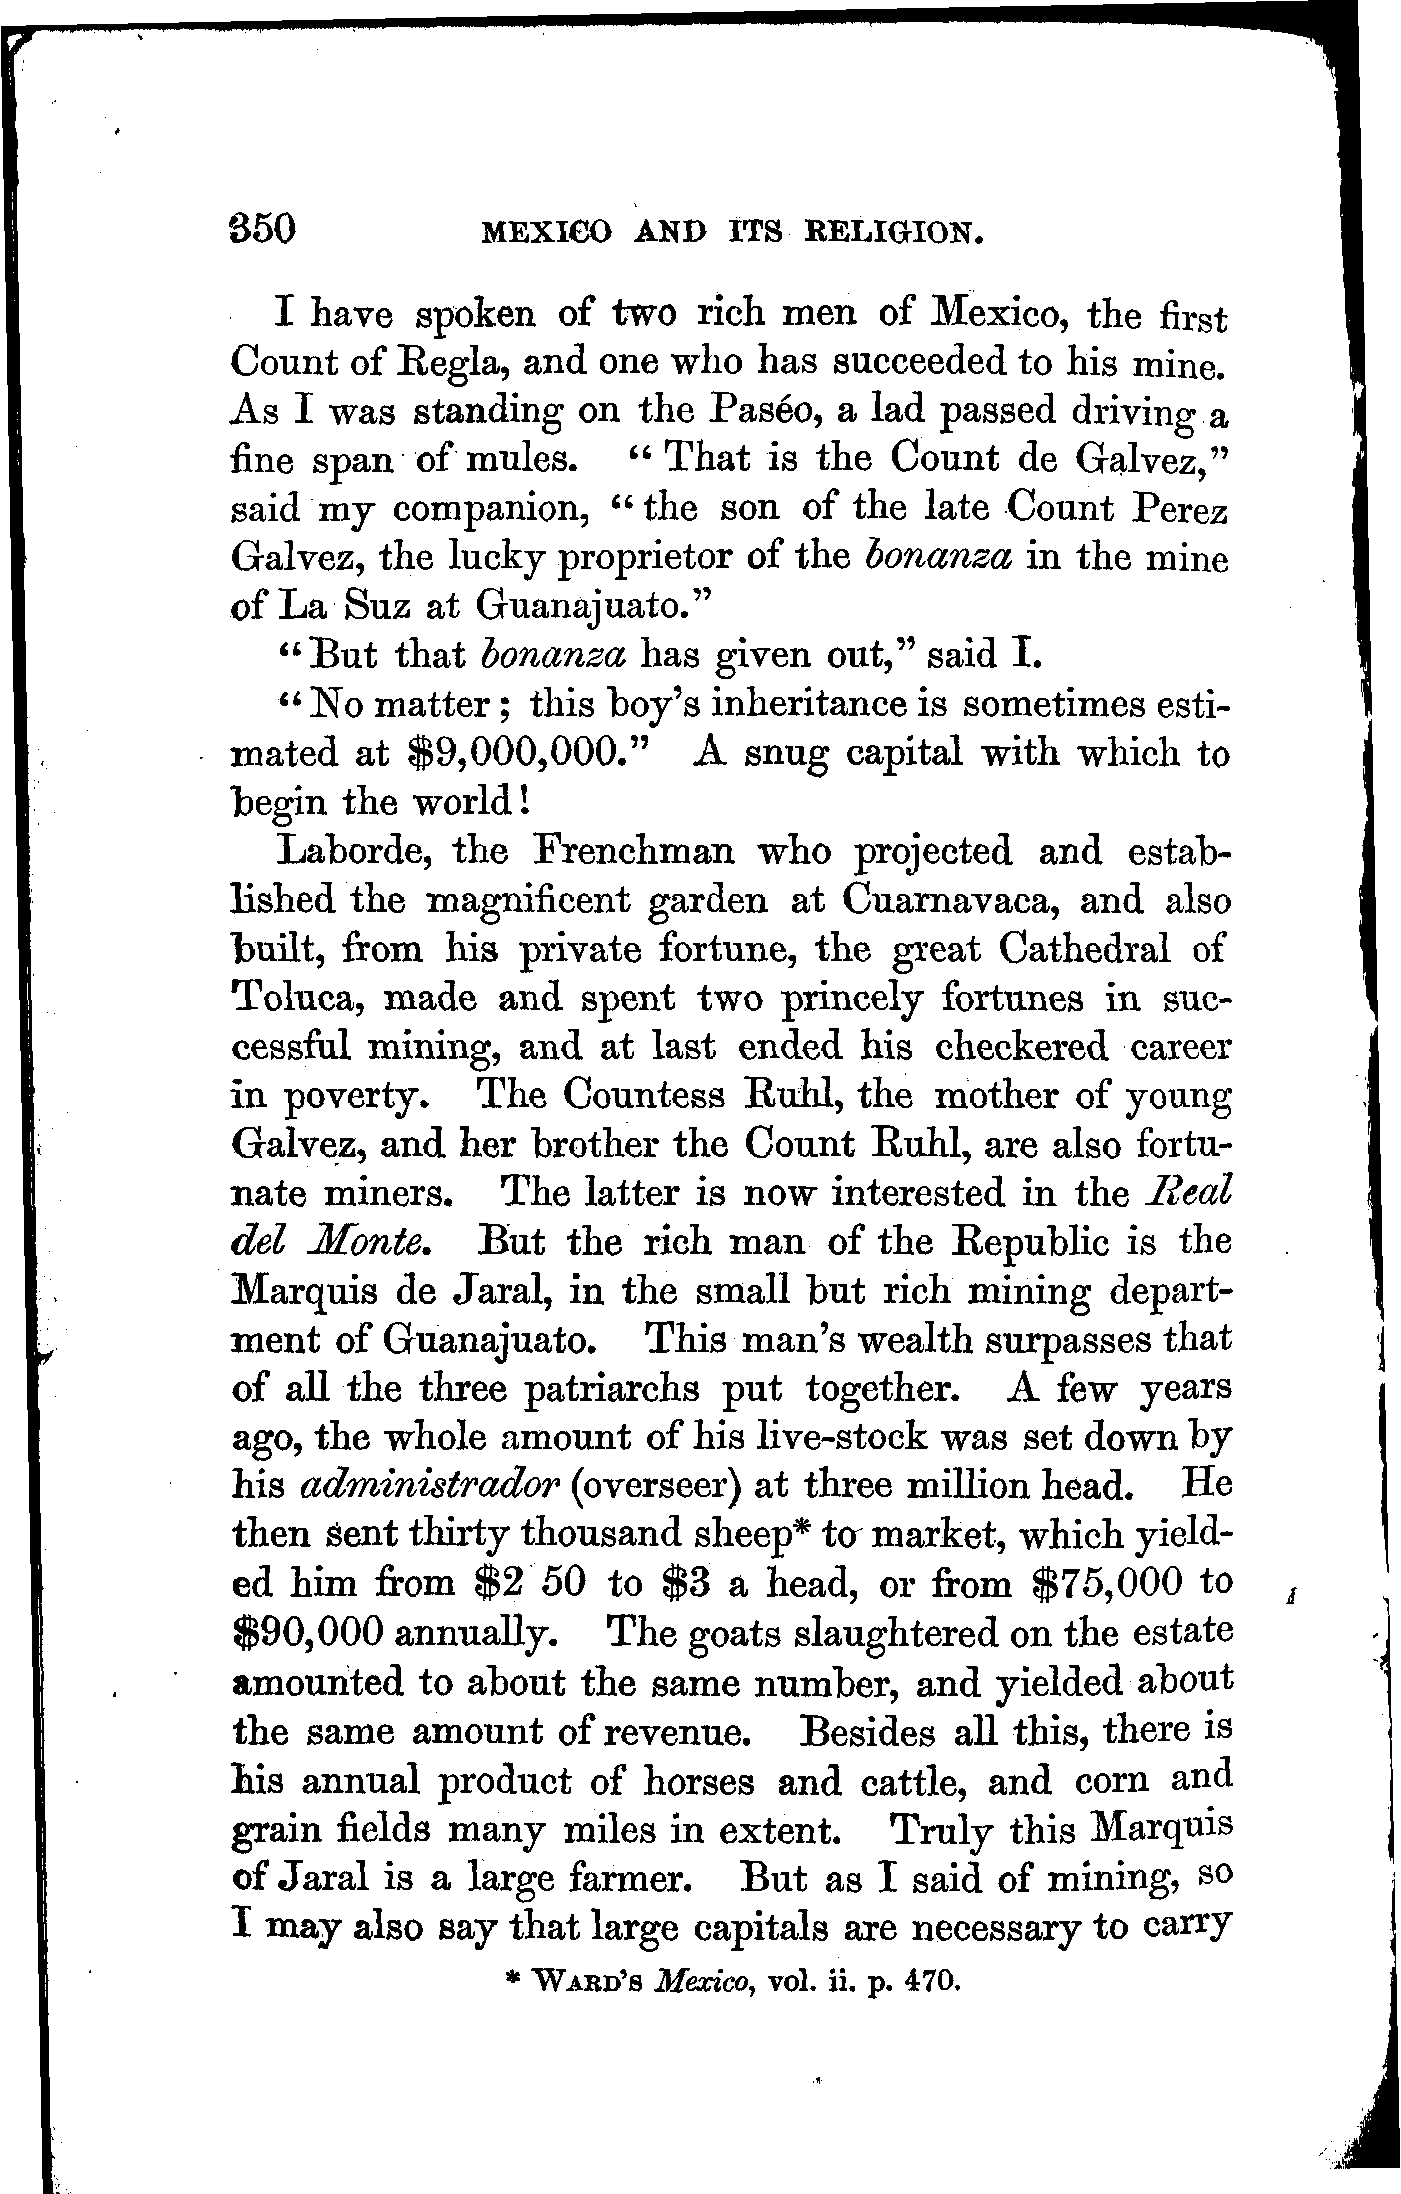 350 MEXICO AND ITS RELIGION.
I have spoken of two rich men of Mexico, the first
Count of Regla, and one who has succeeded to his mine.
As I was standing on the Paséo, a lad passed driving a
fine span of mules. “That is the Count de Galvez,”
said my companion, “the son of the late Count Perez
Galvez, the lucky proprietor of the bonanza in the mine
of La Suz at Guanajuato.”
“But that bonanza has given out,” said I.
“No matter; this boy’s inheritance is sometimes esti-
mated at $9,000,000.” A snug capital with which to
begin the world!
Laborde, the Frenchman who projected and estab-
lished the magnificent garden at Cuarnavaca, and also
built, from his private fortune, the great Cathedral of
Toluca, made and spent two princely fortunes in suc-
cessful mining, and at last ended his checkered career
in poverty. The Countess Ruhl, the mother of young
Galvez, and her brother the Count Ruhl, are also fortu-
nate miners. The latter is now interested in the Real
del Monte. But the rich man of the Republic is the
Marquis de Jaral, in the small but rich mining depart-
ment of Guanajuato. This man’s wealth surpasses that
of all the three patriarchs put together. A few years
ago, the whole amount of his live-stock was set down by
his administrador (overseer) at three million head. He
then sent thirty thousand sheep* to market, which yield-
ed him from $2 50 to $3 a head, or from $75,000 to
$90,000 annually. The goats slaughtered on the estate
amounted to about the same number, and yielded about
the same amount of revenue. Besides all this, there is
his annual product of horses and cattle, and corn and
grain fields many miles in extent. Truly this Marquis
of Jaral is a large farmer. But as I said of mining, so
I may also say that large capitals are necessary to carry
* WARD’S Mexico, vol. ii. p. 470.